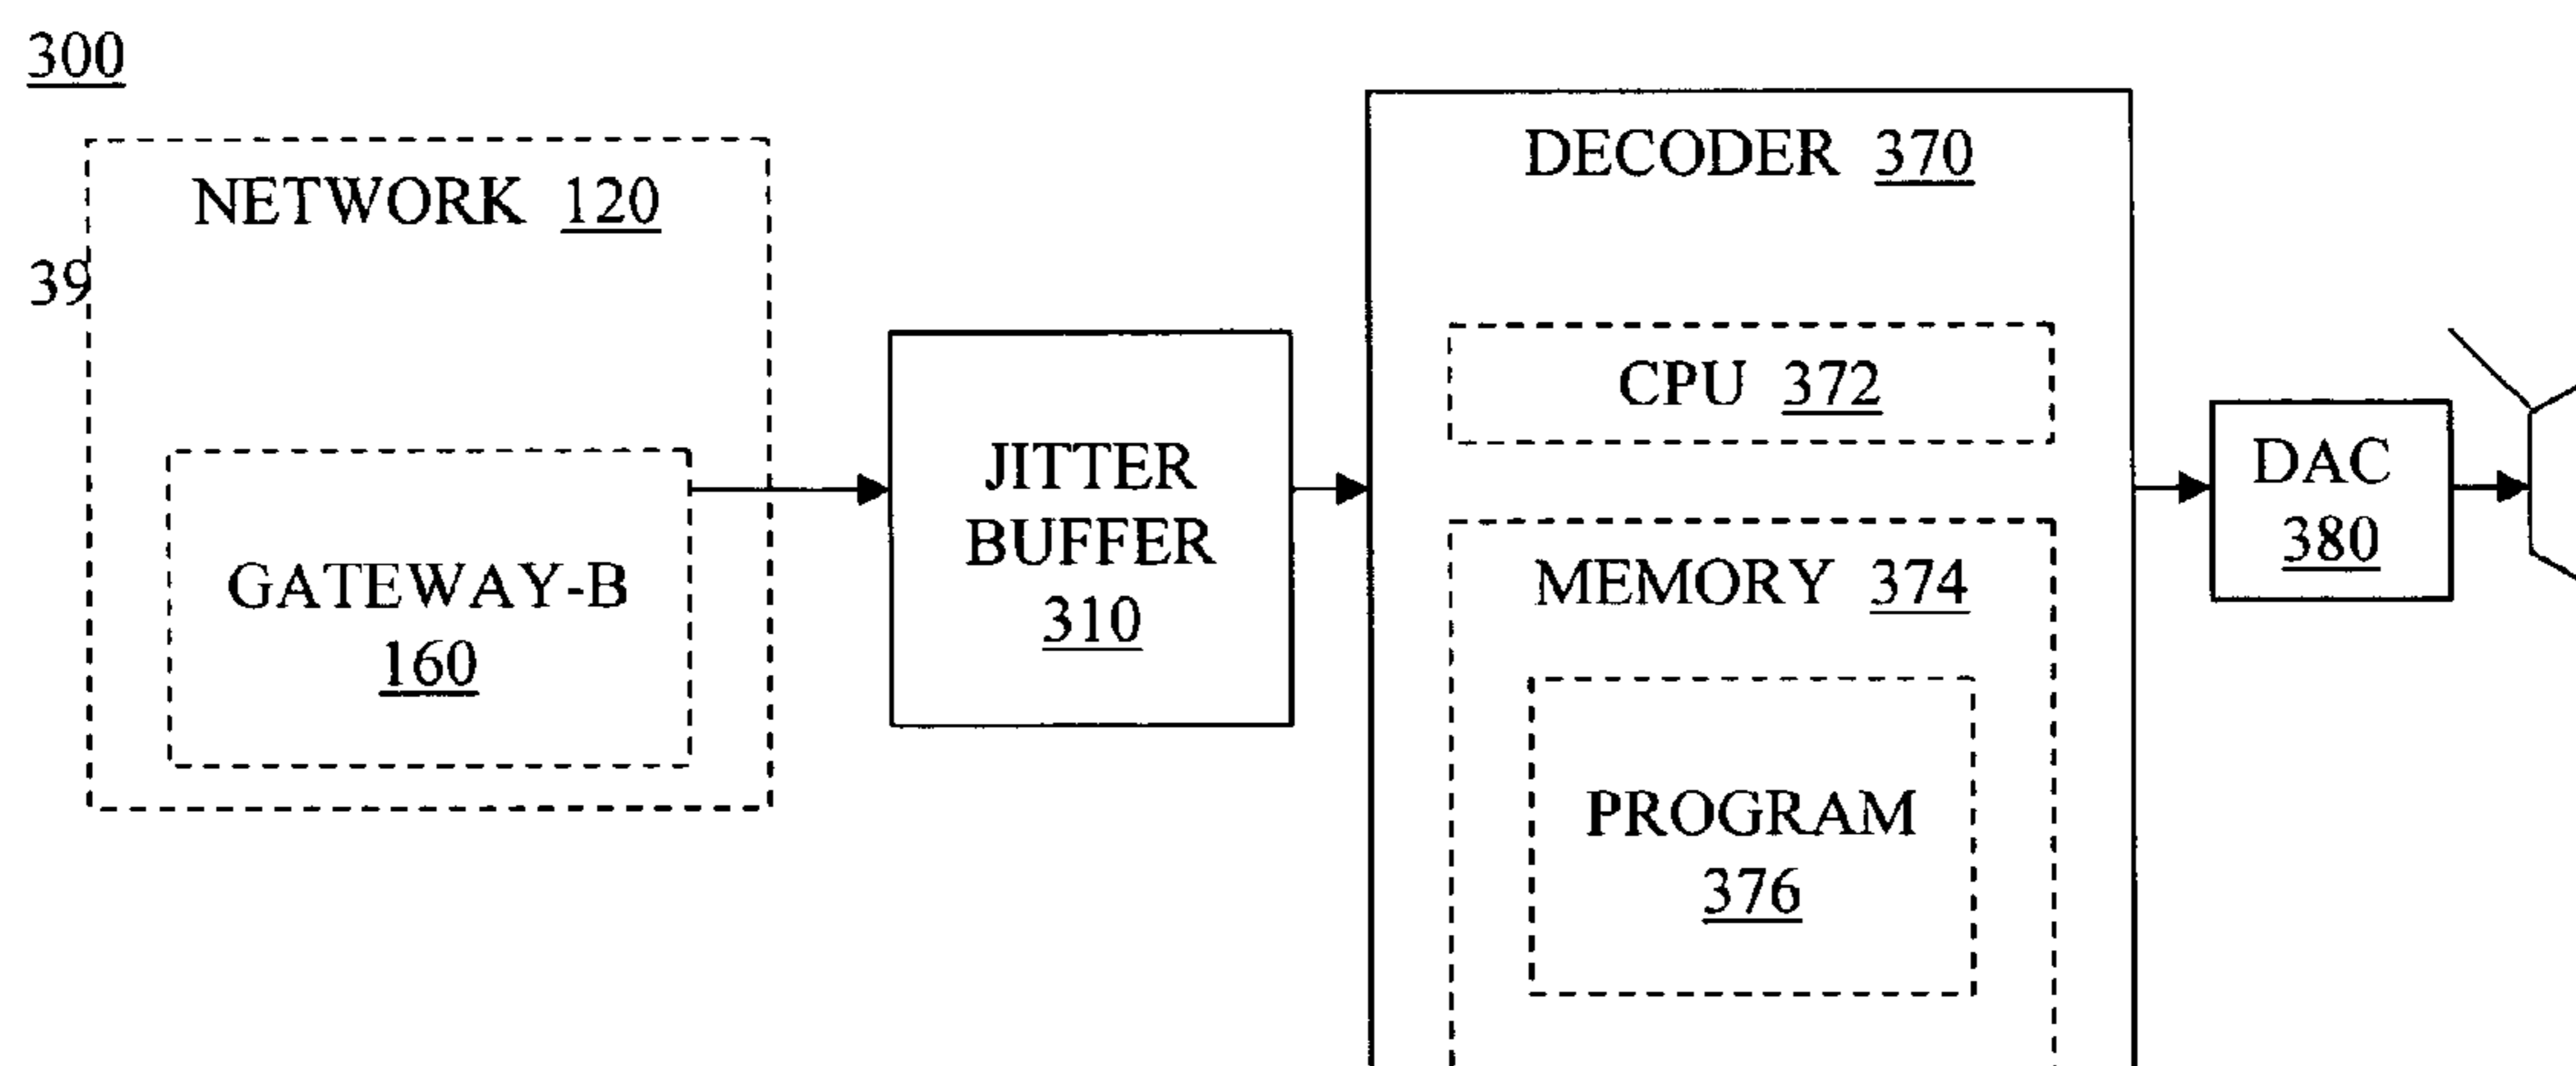 300
NETWORK 120
39
DECODER 370
CPU 372
JITTER
BUFFER
310
DAC
380
GATEWAY-B
160
MEMORY 374
PROGRAM
376